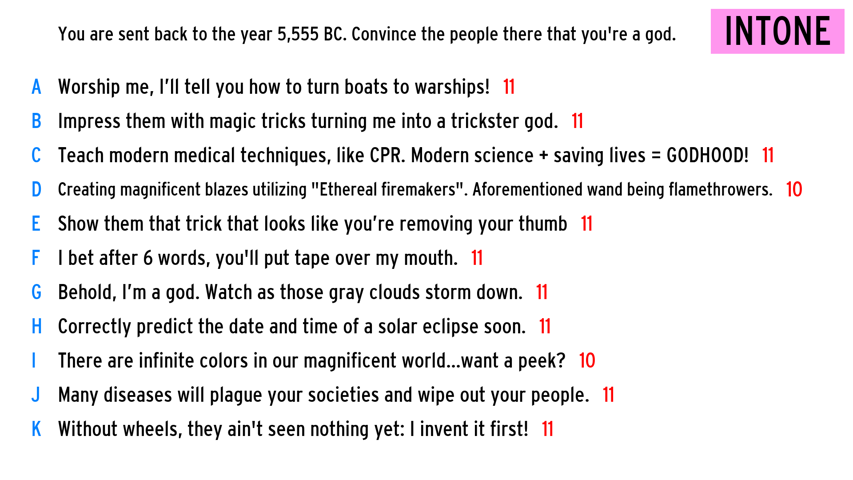 You are sent back to the year 5,555 BC. Convince the people there that you're a god.
INTONE
A Worship me, I'll tell you how to turn boats to warships! 11
B Impress them with magic tricks turning me into a trickster god. 11
C Teach modern medical techniques, like CPR. Modern science + saving lives = GODHOOD! 11
D Creating magnificent blazes utilizing "Ethereal firemakers". Aforementioned wand being flamethrowers. 10
E Show them that trick that looks like you're removing your thumb 11
F I bet after 6 words, you'll put tape over my mouth. 11
G Behold, I'm a god. Watch as those gray clouds storm down. 11
H Correctly predict the date and time of a solar eclipse soon. 11
I There are infinite colors in our magnificent world...want a peek? 10
J Many diseases will plague your societies and wipe out your people. 11
K Without wheels, they ain't seen nothing yet: I invent it first! 11